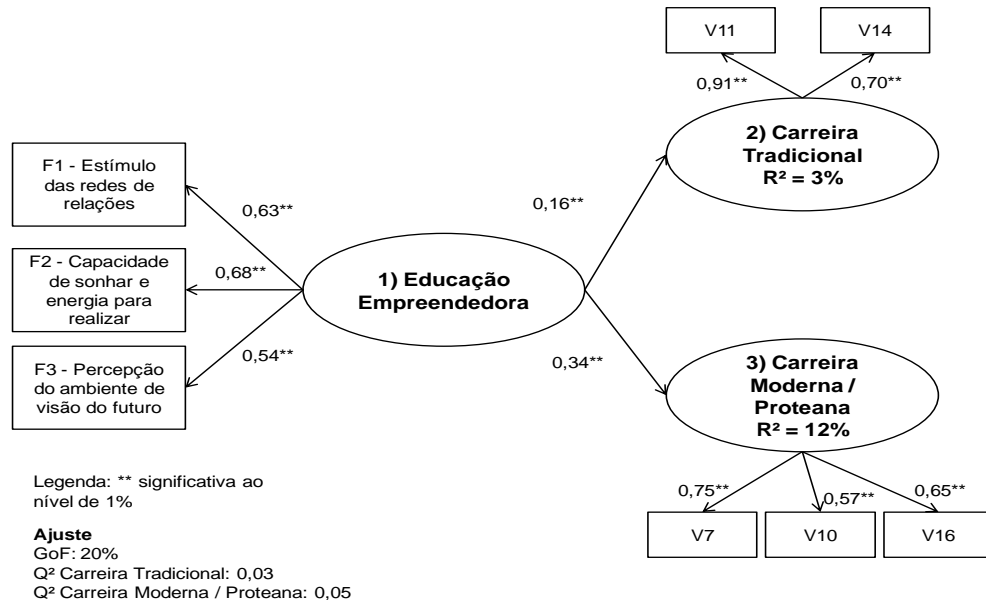 V11
V14
0,91**
0,70**
2) Carreira
Tradicional
R² = 3%
F1 - Estímulo
das redes de
relações
0,63**
0,16**
F2 - Capacidade
de sonhar e
energia para
realizar
0,68**
1) Educação
Empreendedora
0,54**
0,34**
F3 - Percepção
do ambiente de
visão do futuro
3) Carreira
Moderna /
Proteana
R² = 12%
0,75**
0,57**
0,65**
V7
V10
V16
Legenda: ** significativa ao
nível de 1%
Ajuste
GoF: 20%
Q² Carreira Tradicional: 0,03
Q² Carreira Moderna / Proteana: 0,05